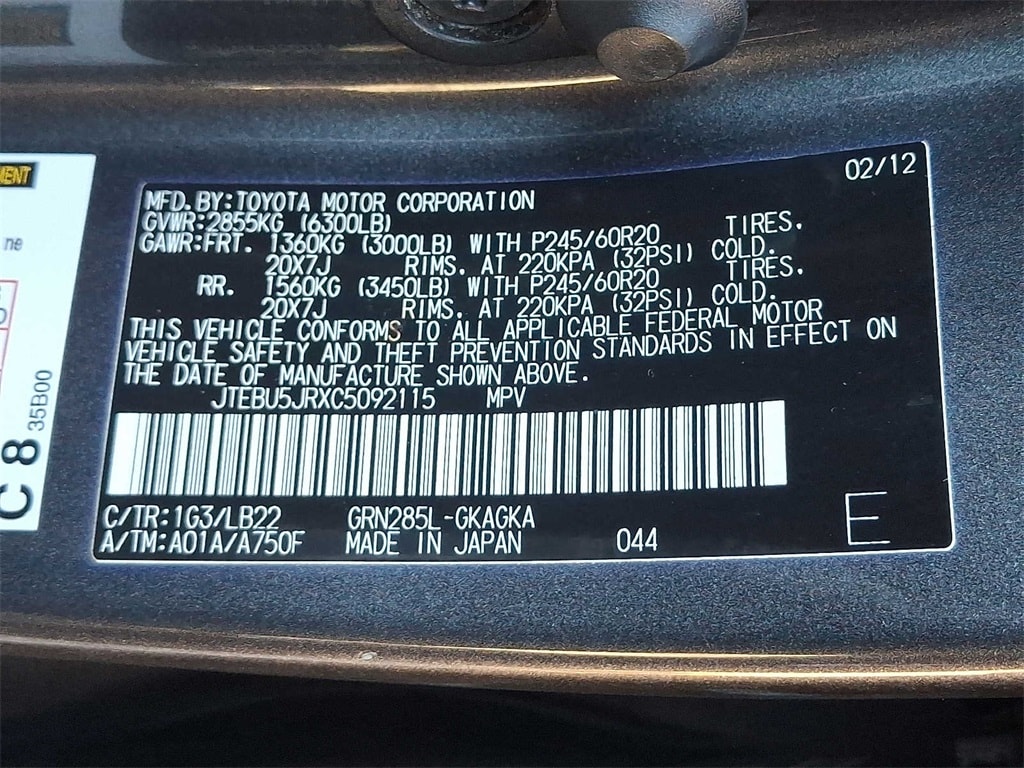 02/12
MFD.BY:TOYOTA MOTOR CORPORATION
GVWR:2855KG (6300LB)
GAWR:FRT. 1360KG (3000LB) WITH P245/60R20 TIRES.
20X7J RIMS. AT 220KPA (32PSI) COLD.
RR. 1560KG (3450LB) WITH P245/60R20 TIRES.
20X7J RIMS. AT 220KPA (32PSI) COLD.
THIS VEHICLE CONFORMS TO ALL APPLICABLE FEDERAL MOTOR
VEHICLE SAFETY AND THEFT PREVENTION STANDARDS IN EFFECT ON
THE DATE OF MANUFACTURE SHOWN ABOVE.
JTEBU5JRXC5092115 MPV
C/TR:1G3/LB22 GRN285L-GKAGKA
A/TM:A01A/A750F MADE IN JAPAN 044
E
MENT
ne
C 8
35B00